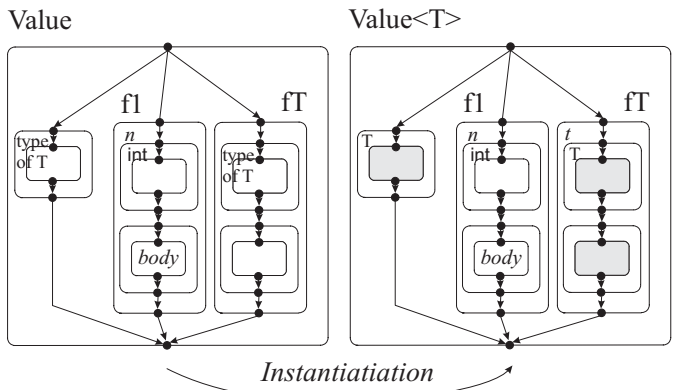 Value
Value<T>
f1
fT
f1
fT
type
of T
n
int
type
of T
T
n
int
t
T
body
body
Instantiatiation